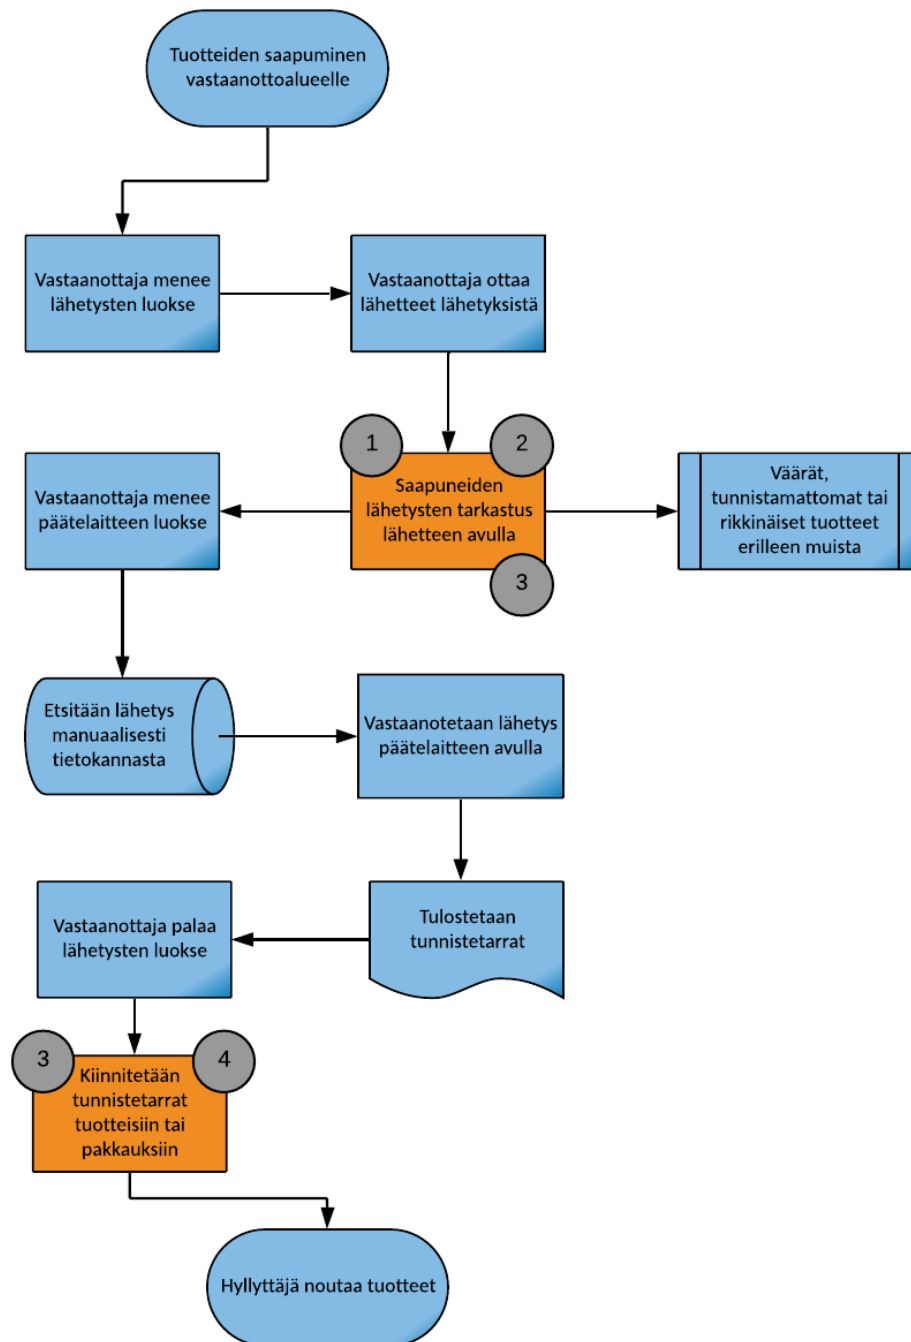 Tuotteiden saapuminen
vastaanottoalueelle
Vastaanottaja menee
lähetysten luokse
Vastaanottaja ottaa
lähetteet lähetyksistä
1
2
Saapuneiden
lähetysten tarkastus
lähetteen avulla
3
Väärät,
tunnistamattomat tai
rikkinäiset tuotteet
erilleen muista
Vastaanottaja menee
päätelaitteen luokse
Etsitään lähetys
manuaalisesti
tietokannasta
Vastaanotetaan lähetys
päätelaitteen avulla
Tulostetaan
tunnistetarrat
Vastaanottaja palaa
lähetysten luokse
3
4
Kiinnitetään
tunnistetarrat
tuotteisiin tai
pakkauksiin
Hyllyttäjä noutaa tuotteet